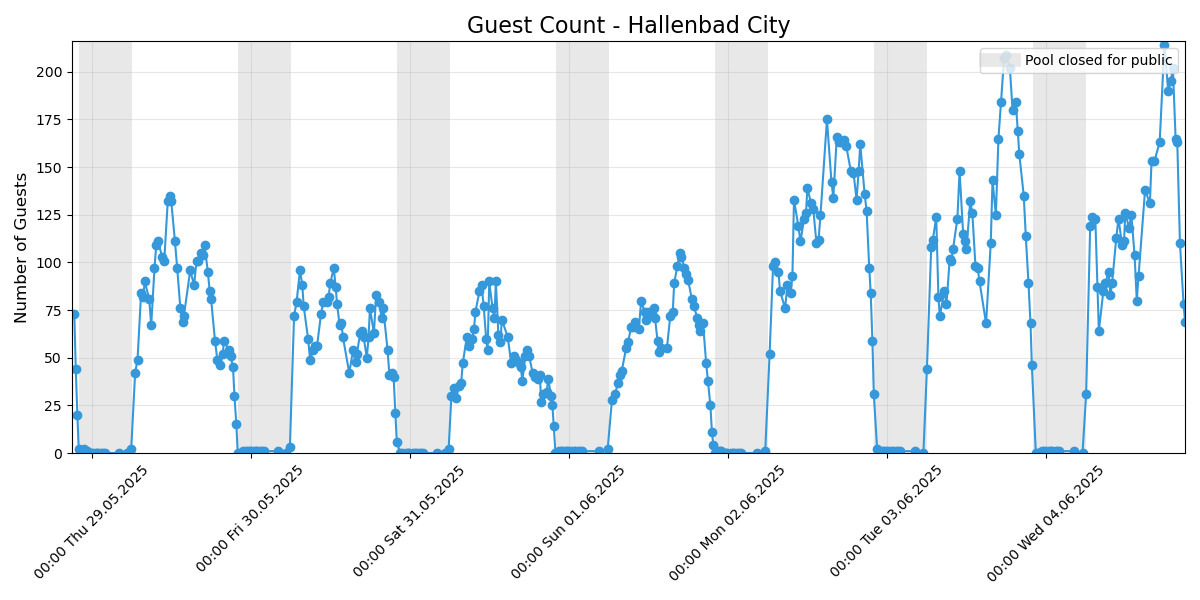 Guest Count - Hallenbad City
Pool closed for public
Number of Guests
200
175
150
125
100
75
50
25
0
00:00 Thu 29.05.2025
00:00 Fri 30.05.2025
00:00 Sat 31.05.2025
00:00 Sun 01.06.2025
00:00 Mon 02.06.2025
00:00 Tue 03.06.2025
00:00 Wed 04.06.2025